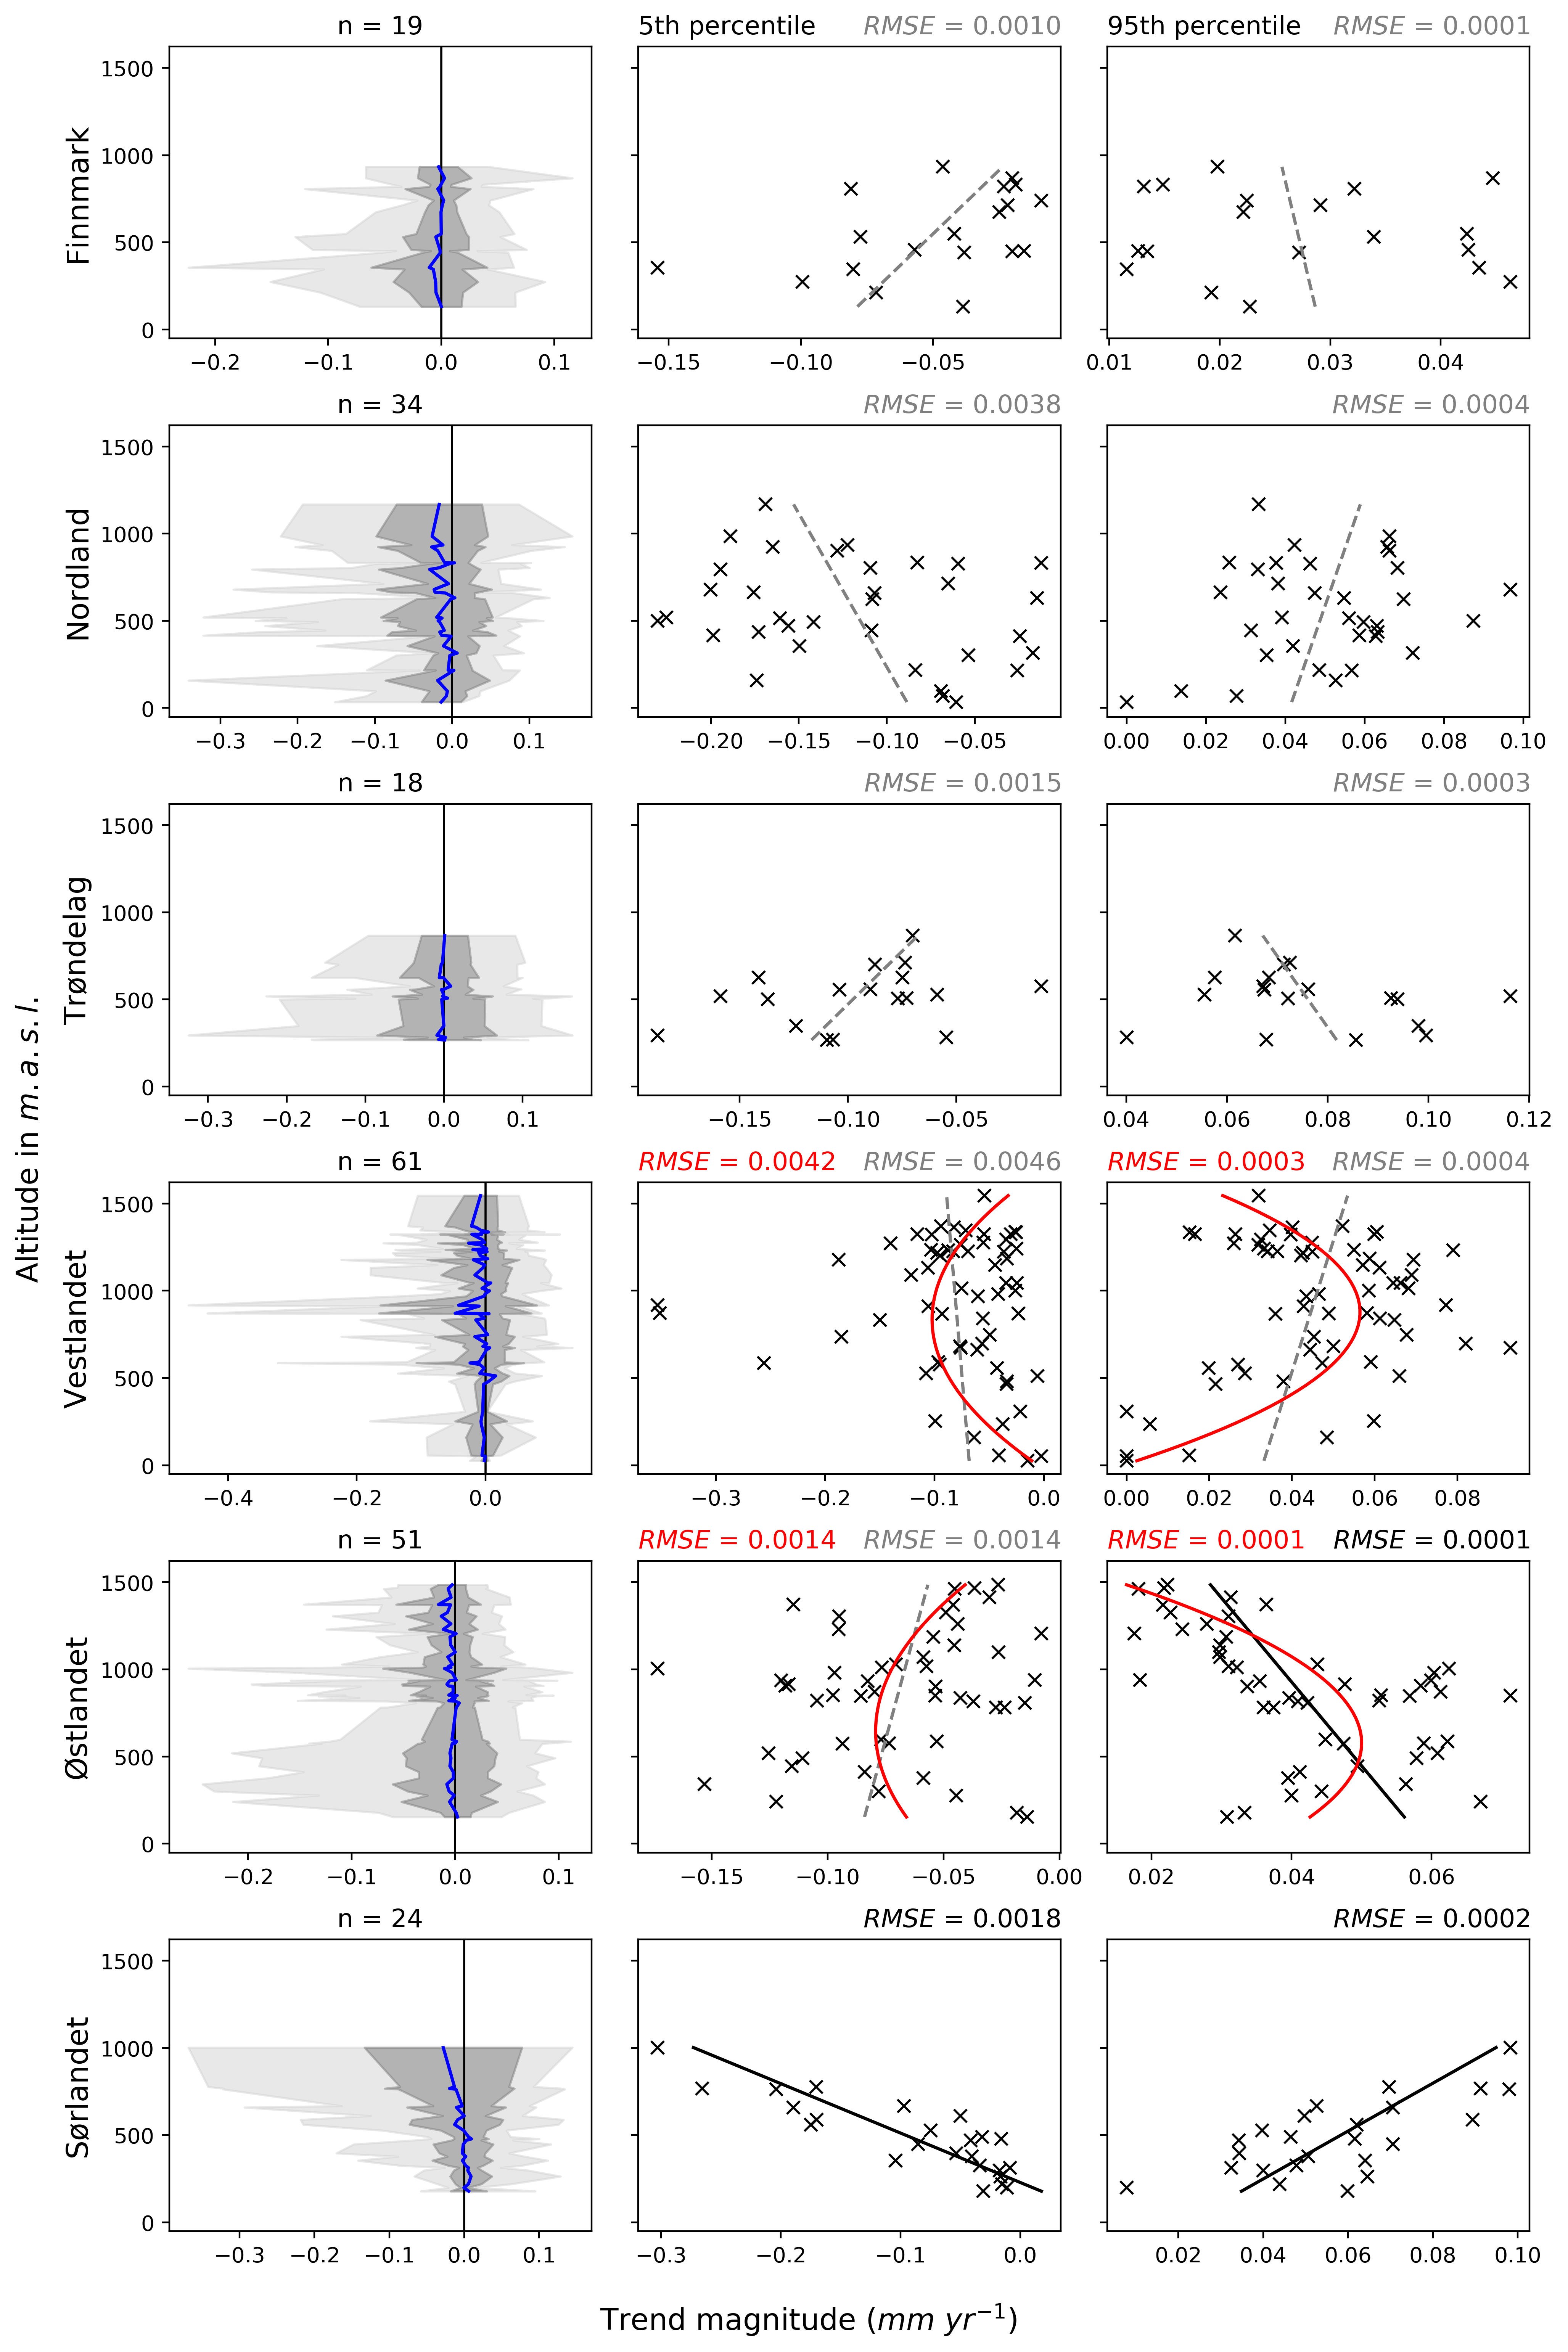 n = 19
5th percentile
RMSE = 0.0010
95th percentile
RMSE = 0.0001
Finnmark
1500
1000
500
0
−0.2 −0.1 0.0 0.1
−0.15 −0.10 −0.05
0.01 0.02 0.03 0.04
n = 34
RMSE = 0.0038
RMSE = 0.0004
Nordland
1500
1000
500
0
−0.3 −0.2 −0.1 0.0 0.1
−0.20 −0.15 −0.10 −0.05
0.00 0.02 0.04 0.06 0.08 0.10
n = 18
RMSE = 0.0015
RMSE = 0.0003
Trøndelag
1500
1000
500
0
−0.3 −0.2 −0.1 0.0 0.1
−0.15 −0.10 −0.05
0.04 0.06 0.08 0.10 0.12
Altitude in m.a.s.l.
n = 61
RMSE = 0.0042
RMSE = 0.0046
RMSE = 0.0003
RMSE = 0.0004
Vestlandet
1500
1000
500
0
−0.4 −0.2 0.0
−0.3 −0.2 −0.1 0.0
0.00 0.02 0.04 0.06 0.08
n = 51
RMSE = 0.0014
RMSE = 0.0014
RMSE = 0.0001
RMSE = 0.0001
Østlandet
1500
1000
500
0
−0.2 −0.1 0.0 0.1
−0.15 −0.10 −0.05 0.00
0.02 0.04 0.06
n = 24
RMSE = 0.0018
RMSE = 0.0002
Sørlandet
1500
1000
500
0
−0.3 −0.2 −0.1 0.0 0.1
−0.3 −0.2 −0.1 0.0
0.02 0.04 0.06 0.08 0.10
Trend magnitude (mm yr⁻¹)